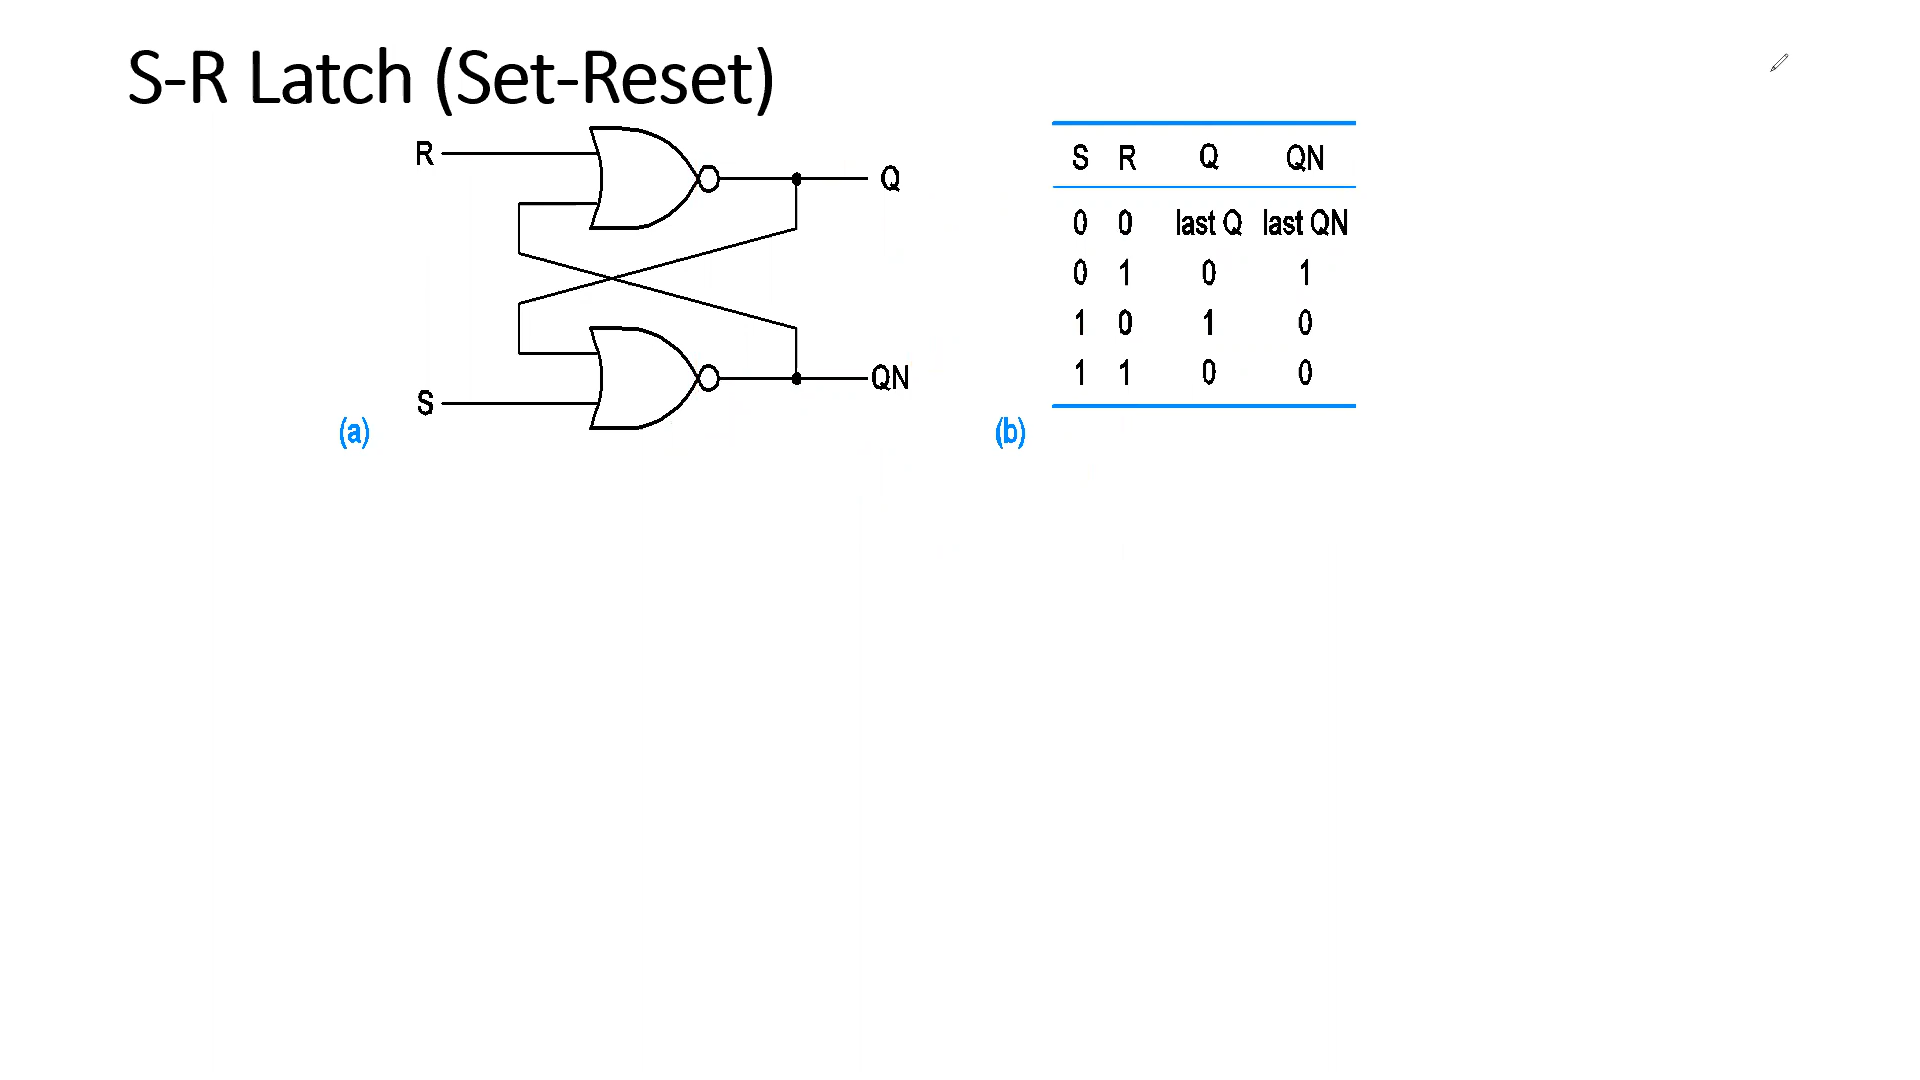 S-R Latch (Set-Reset)
R
Q
QN
S
(a)
S R Q QN
0 0 last Q last QN
0 1 0 1
1 0 1 0
1 1 0 0
(b)